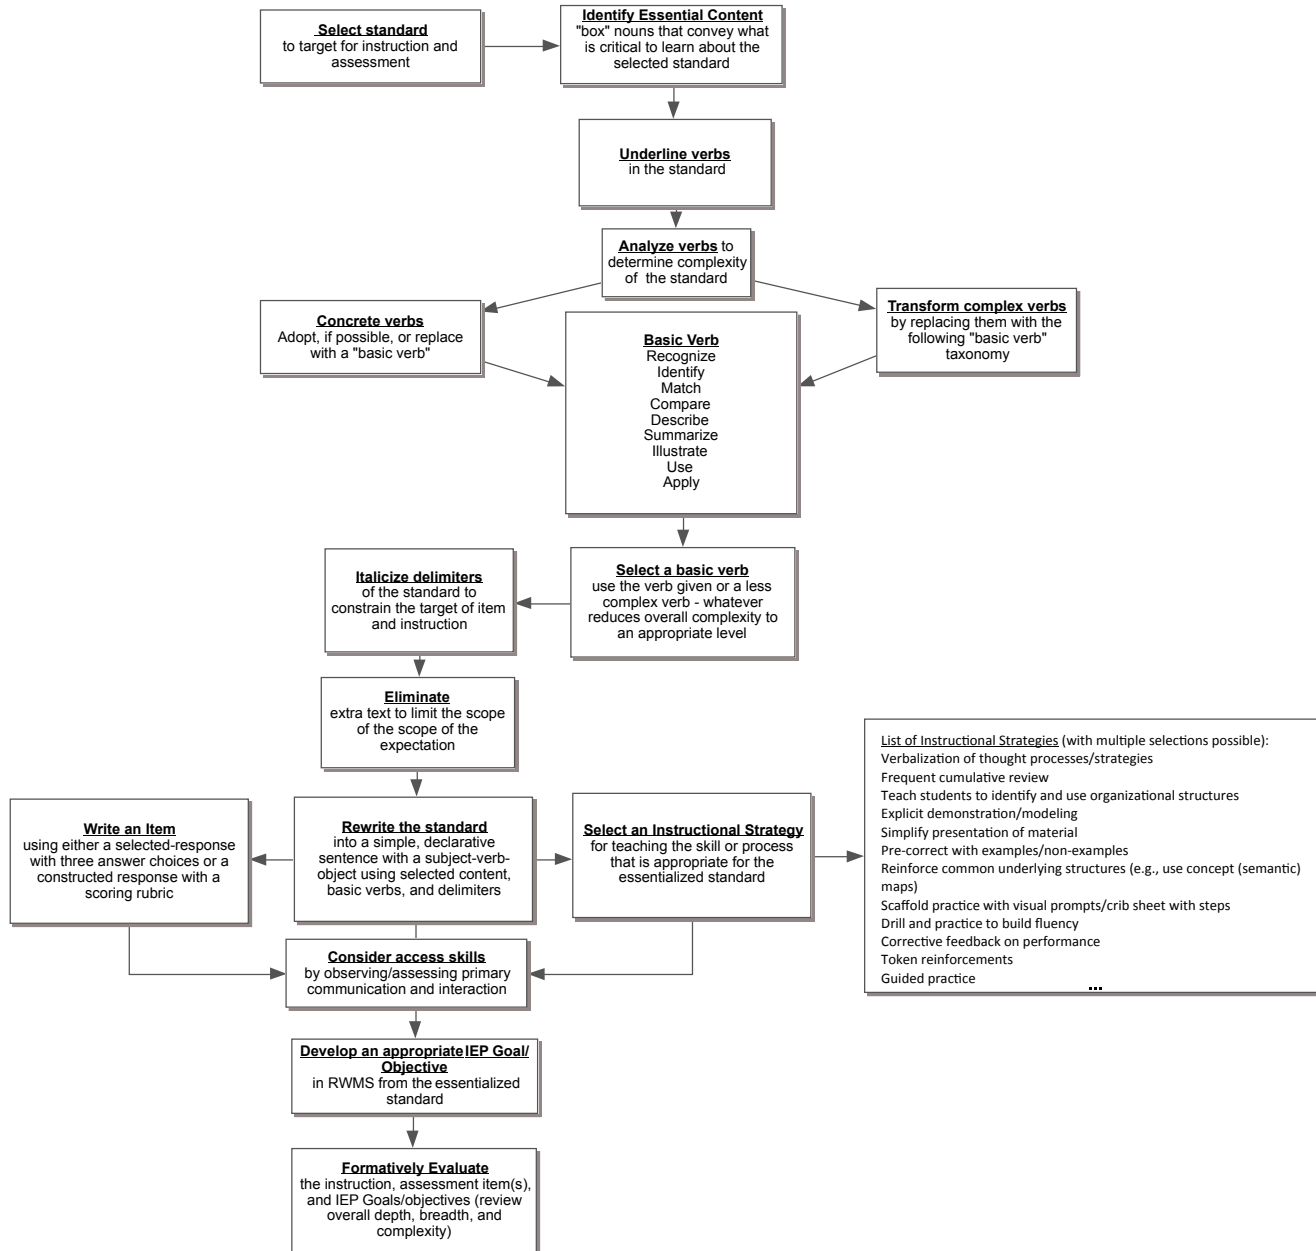 Select standard
to target for instruction and
assessment
Identify Essential Content
"box" nouns that convey what
is critical to learn about the
selected standard
Underline verbs
in the standard
Analyze verbs to
determine complexity
of the standard
Concrete verbs
Adopt, if possible, or replace
with a "basic verb"
Transform complex verbs
by replacing them with the
following "basic verb"
taxonomy
Basic Verb
Recognize
Identify
Match
Compare
Describe
Summarize
Illustrate
Use
Apply
Select a basic verb
use the verb given or a less
complex verb - whatever
reduces overall complexity to
an appropriate level
Italicize delimiters
of the standard to
constrain the target of item
and instruction
Eliminate
extra text to limit the scope
of the scope of the
expectation
Write an Item
using either a selected-response
with three answer choices or a
constructed response with a
scoring rubric
Rewrite the standard
into a simple, declarative
sentence with a subject-verb-
object using selected content,
basic verbs, and delimiters
Select an Instructional Strategy
for teaching the skill or process
that is appropriate for the
essentialized standard
List of Instructional Strategies (with multiple selections possible):
Verbalization of thought processes/strategies
Frequent cumulative review
Teach students to identify and use organizational structures
Explicit demonstration/modeling
Simplify presentation of material
Pre-correct with examples/non-examples
Reinforce common underlying structures (e.g., use concept (semantic)
maps)
Scaffold practice with visual prompts/crib sheet with steps
Drill and practice to build fluency
Corrective feedback on performance
Token reinforcements
Guided practice
...
Consider access skills
by observing/assessing primary
communication and interaction
Develop an appropriate IEP Goal/
Objective
in RWMS from the essentialized
standard
Formatively Evaluate
the instruction, assessment item(s),
and IEP Goals/objectives (review
overall depth, breadth, and
complexity)